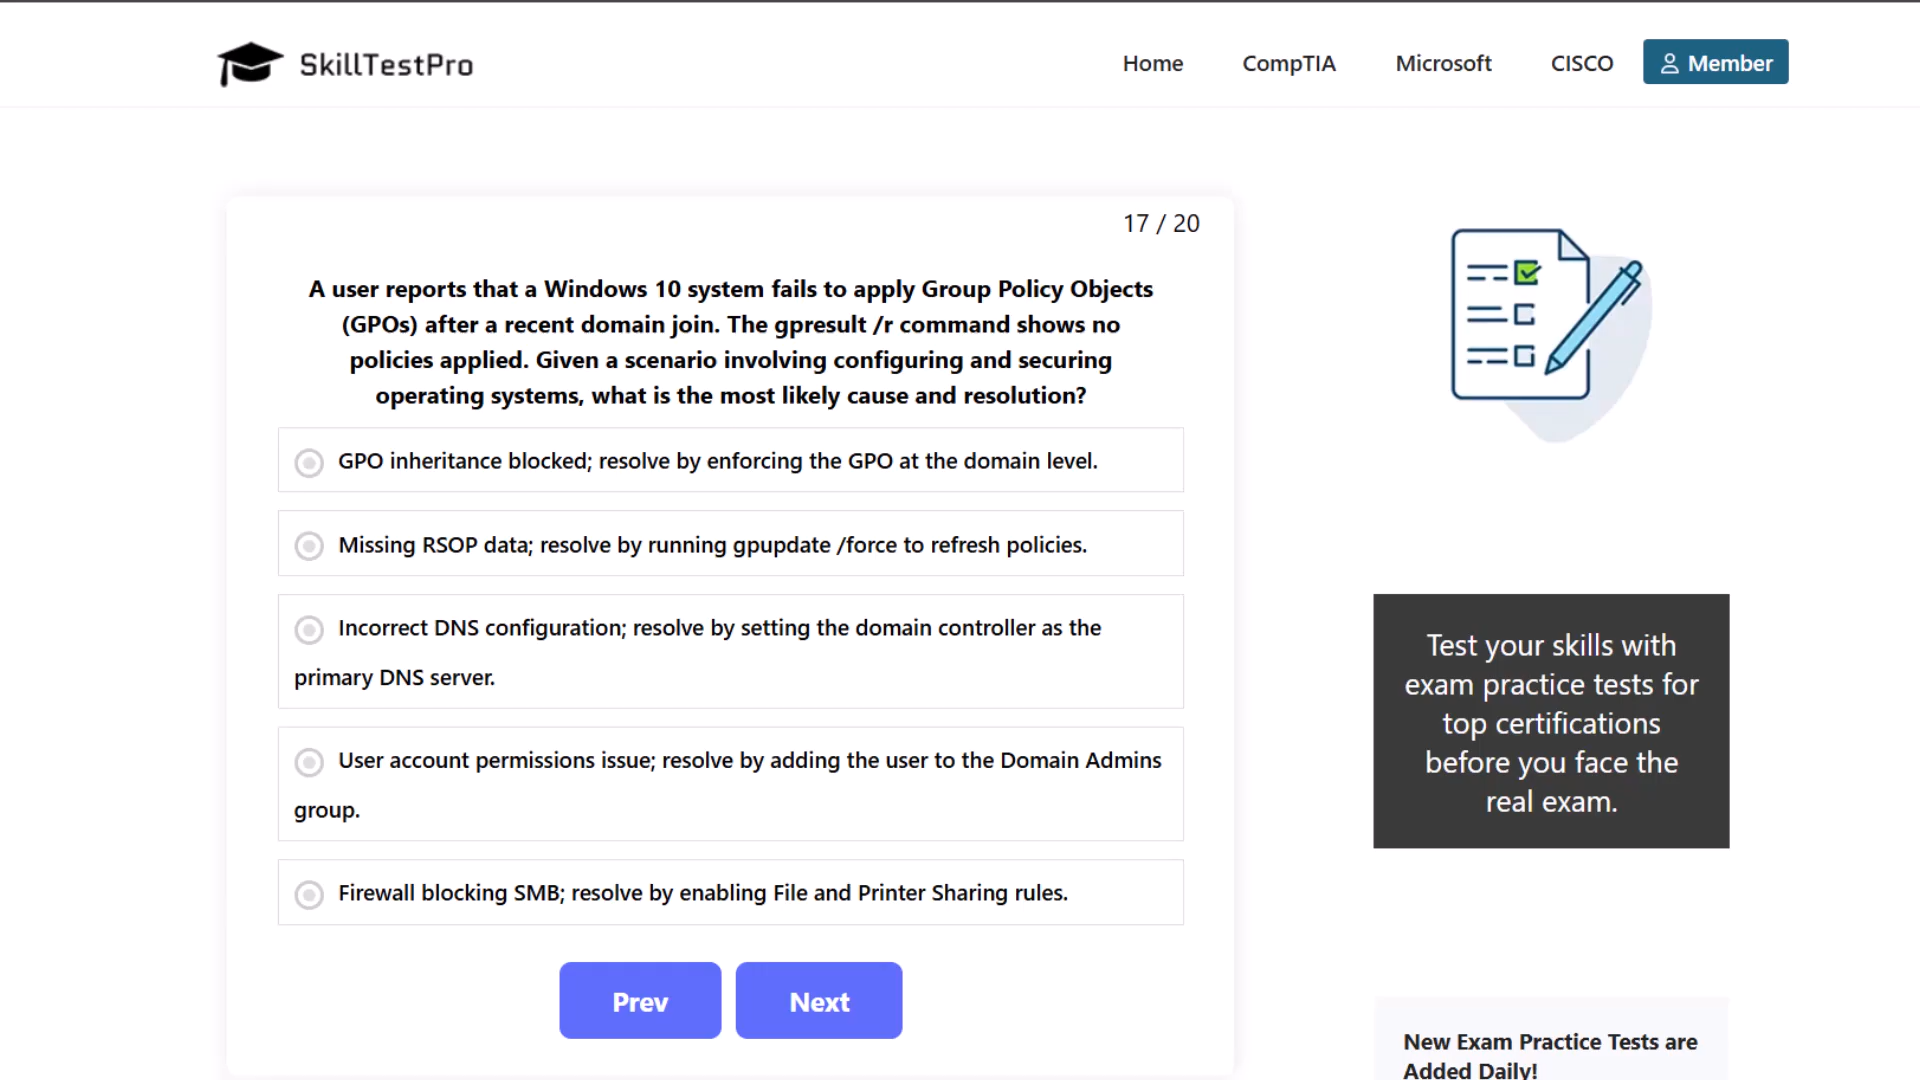 SkillTestPro
Home
CompTIA
Microsoft
CISCO
Member
17 / 20
A user reports that a Windows 10 system fails to apply Group Policy Objects
(GPOs) after a recent domain join. The gpresult /r command shows no
policies applied. Given a scenario involving configuring and securing
operating systems, what is the most likely cause and resolution?
GPO inheritance blocked; resolve by enforcing the GPO at the domain level.
Missing RSOP data; resolve by running gpupdate /force to refresh policies.
Incorrect DNS configuration; resolve by setting the domain controller as the
primary DNS server.
User account permissions issue; resolve by adding the user to the Domain Admins
group.
Firewall blocking SMB; resolve by enabling File and Printer Sharing rules.
Prev
Next
Test your skills with
exam practice tests for
top certifications
before you face the
real exam.
New Exam Practice Tests are
Added Daily!